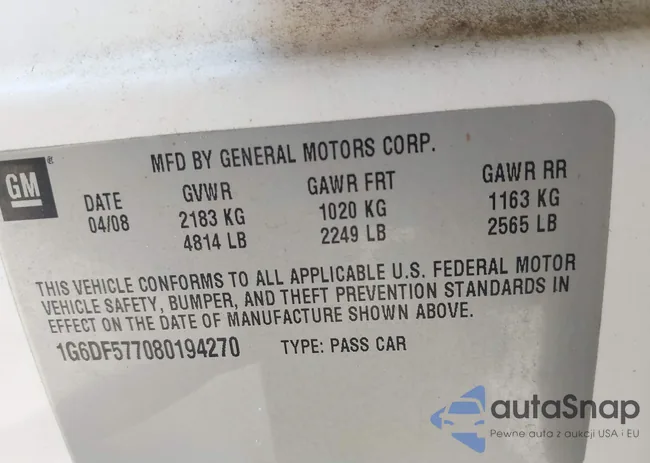 MFD BY GENERAL MOTORS CORP.
GM
DATE GVWR GAWR FRT GAWR RR
04/08 2183 KG 1020 KG 1163 KG
4814 LB 2249 LB 2565 LB
THIS VEHICLE CONFORMS TO ALL APPLICABLE U.S. FEDERAL MOTOR
VEHICLE SAFETY, BUMPER, AND THEFT PREVENTION STANDARDS IN
EFFECT ON THE DATE OF MANUFACTURE SHOWN ABOVE.
1G6DF577080194270 TYPE: PASS CAR
autaSnap
Pewne auta z aukcji USA i EU